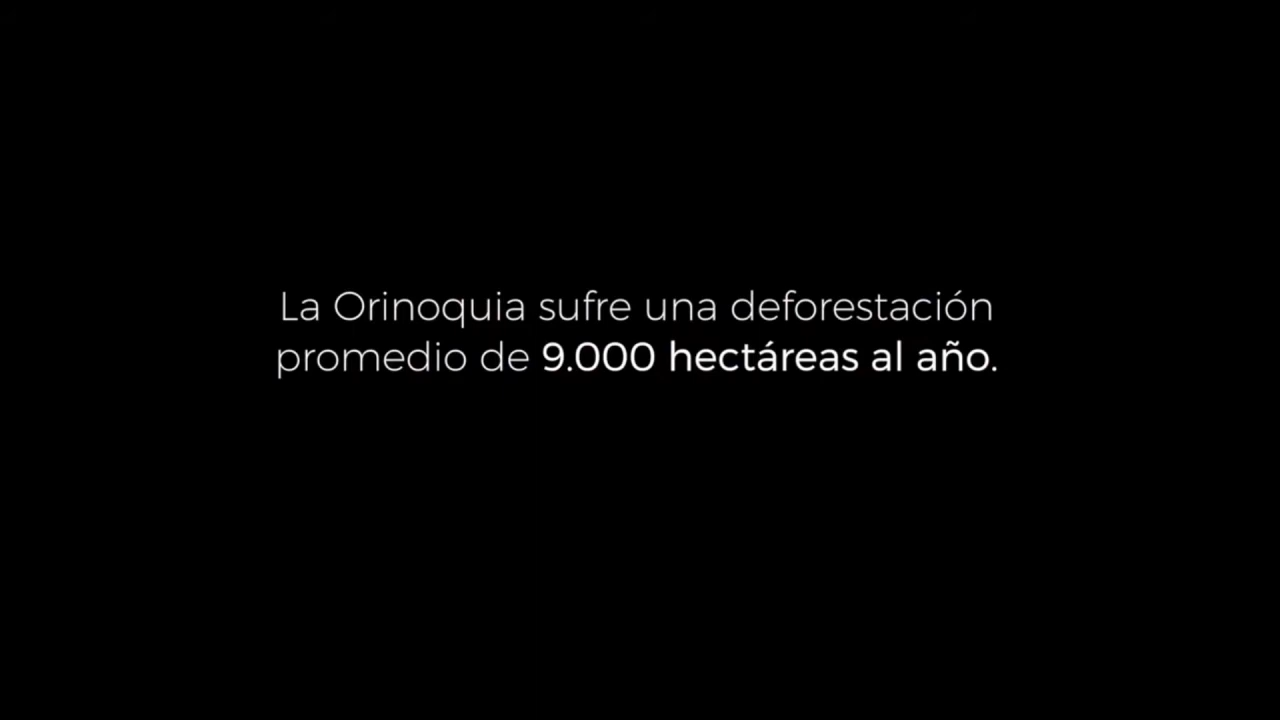 La Orinoquia sufre una deforestación
promedio de 9.000 hectáreas al año.